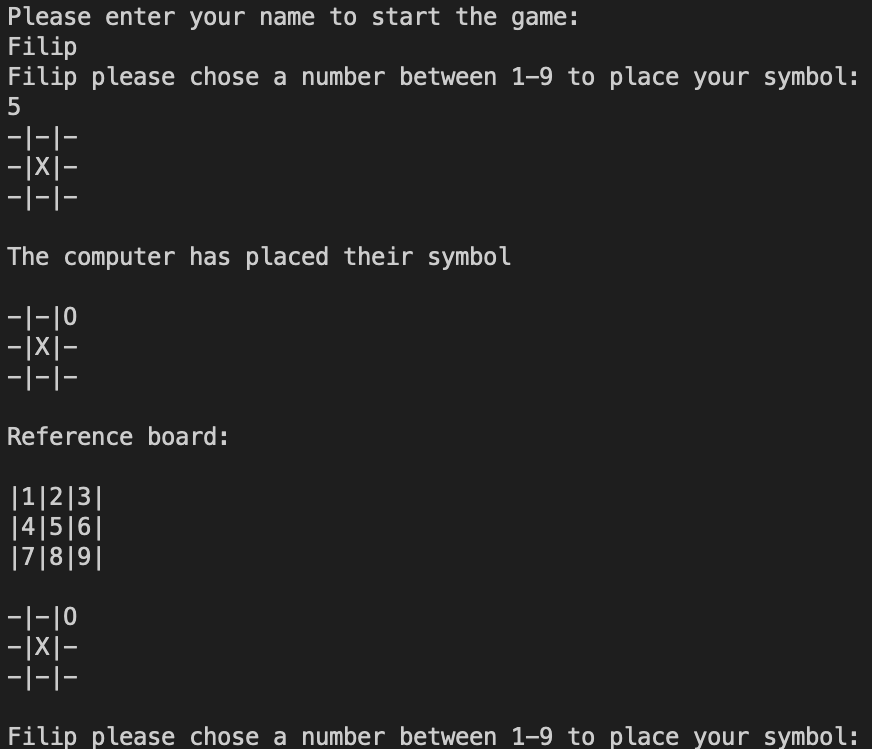 Please enter your name to start the game:
Filip
Filip please chose a number between 1-9 to place your symbol:
5
-|-|-
-|X|-
-|-|-
The computer has placed their symbol
-|-|O
-|X|-
-|-|-
Reference board:
|1|2|3|
|4|5|6|
|7|8|9|
-|-|O
-|X|-
-|-|-
Filip please chose a number between 1-9 to place your symbol: